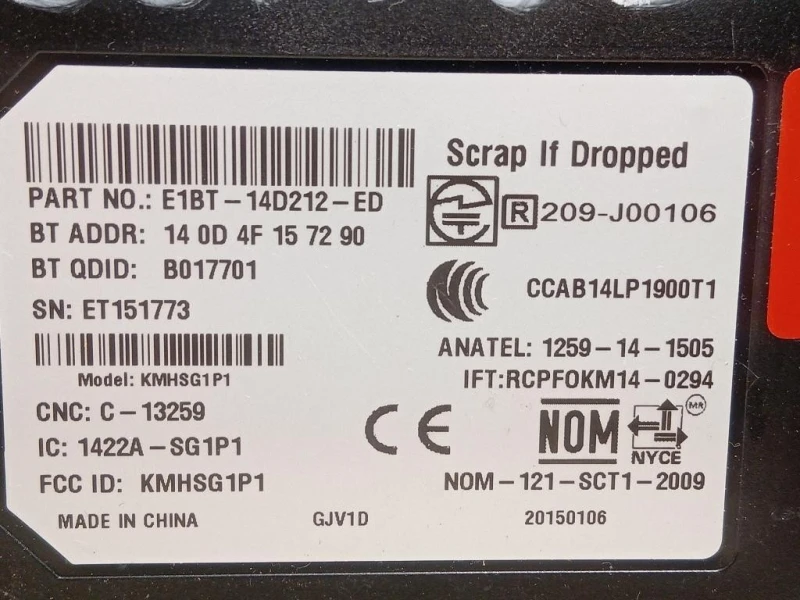 Scrap If Dropped
PART NO.: E1BT-14D212-ED
R 209-J00106
BT ADDR: 14 0D 4F 15 72 90
BT QDID: B017701
CCAB14LP1900T1
SN: ET151773
ANATEL: 1259-14-1505
Model: KMHSG1P1
IFT:RCPFOKM14-0294
CNC: C-13259
CE
NOM
MR
NYCE
IC: 1422A-SG1P1
FCC ID: KMHSG1P1
NOM-121-SCT1-2009
MADE IN CHINA
GJV1D
20150106